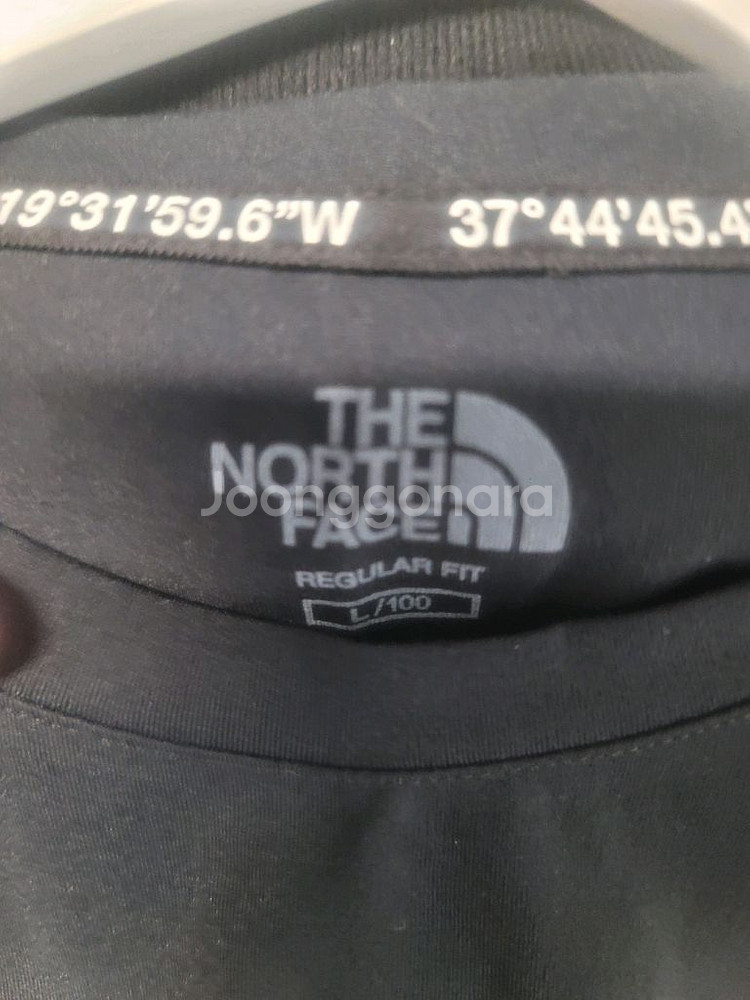 19°31’59.6”W 37°44'45.4
THE
NORTH
FACE
Joonggonara
REGULAR FIT
L/100